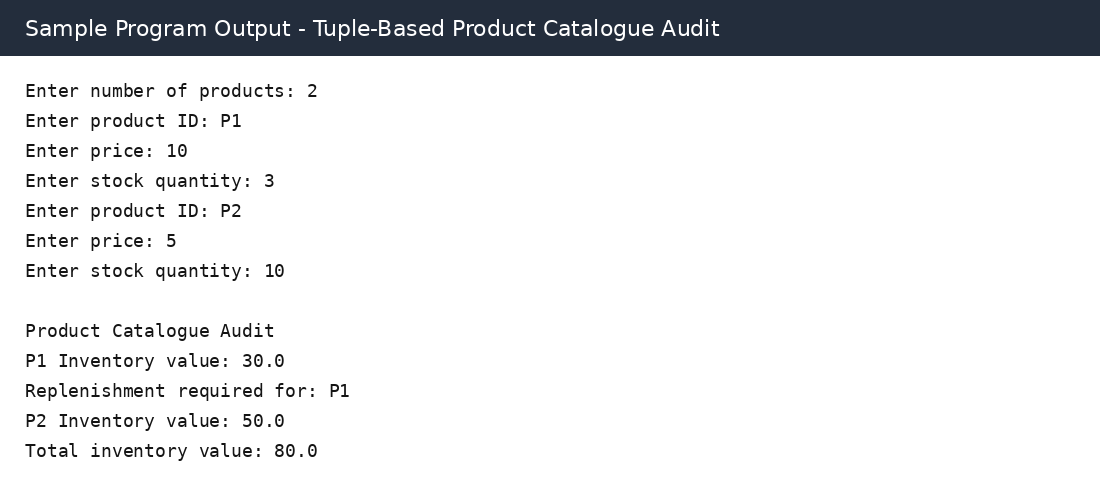 Sample Program Output - Tuple-Based Product Catalogue Audit
Enter number of products: 2
Enter product ID: P1
Enter price: 10
Enter stock quantity: 3
Enter product ID: P2
Enter price: 5
Enter stock quantity: 10
Product Catalogue Audit
P1 Inventory value: 30.0
Replenishment required for: P1
P2 Inventory value: 50.0
Total inventory value: 80.0